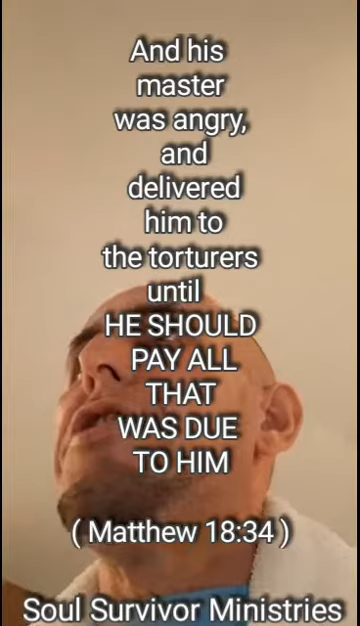 And his
master
was angry,
and
delivered
him to
the torturers
until
HE SHOULD
PAY ALL
THAT
WAS DUE
TO HIM
( Matthew 18:34 )
Soul Survivor Ministries